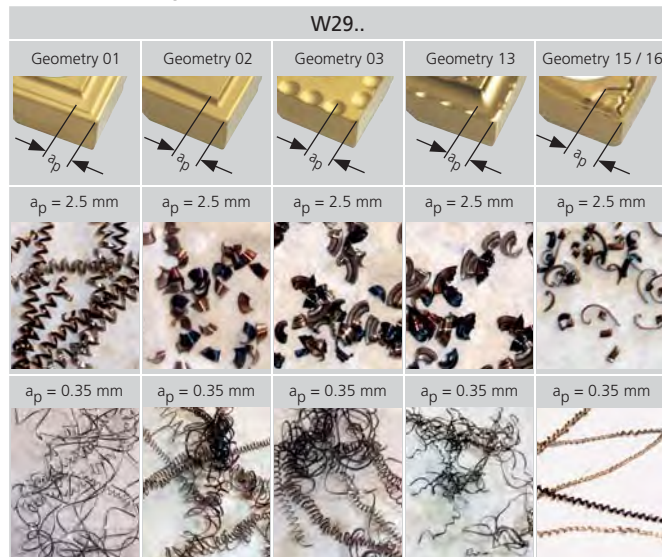 W29..
Geometry 01 Geometry 02 Geometry 03 Geometry 13 Geometry 15 / 16
ap ap ap ap ap
ap = 2.5 mm ap = 2.5 mm ap = 2.5 mm ap = 2.5 mm ap = 2.5 mm
ap = 0.35 mm ap = 0.35 mm ap = 0.35 mm ap = 0.35 mm ap = 0.35 mm